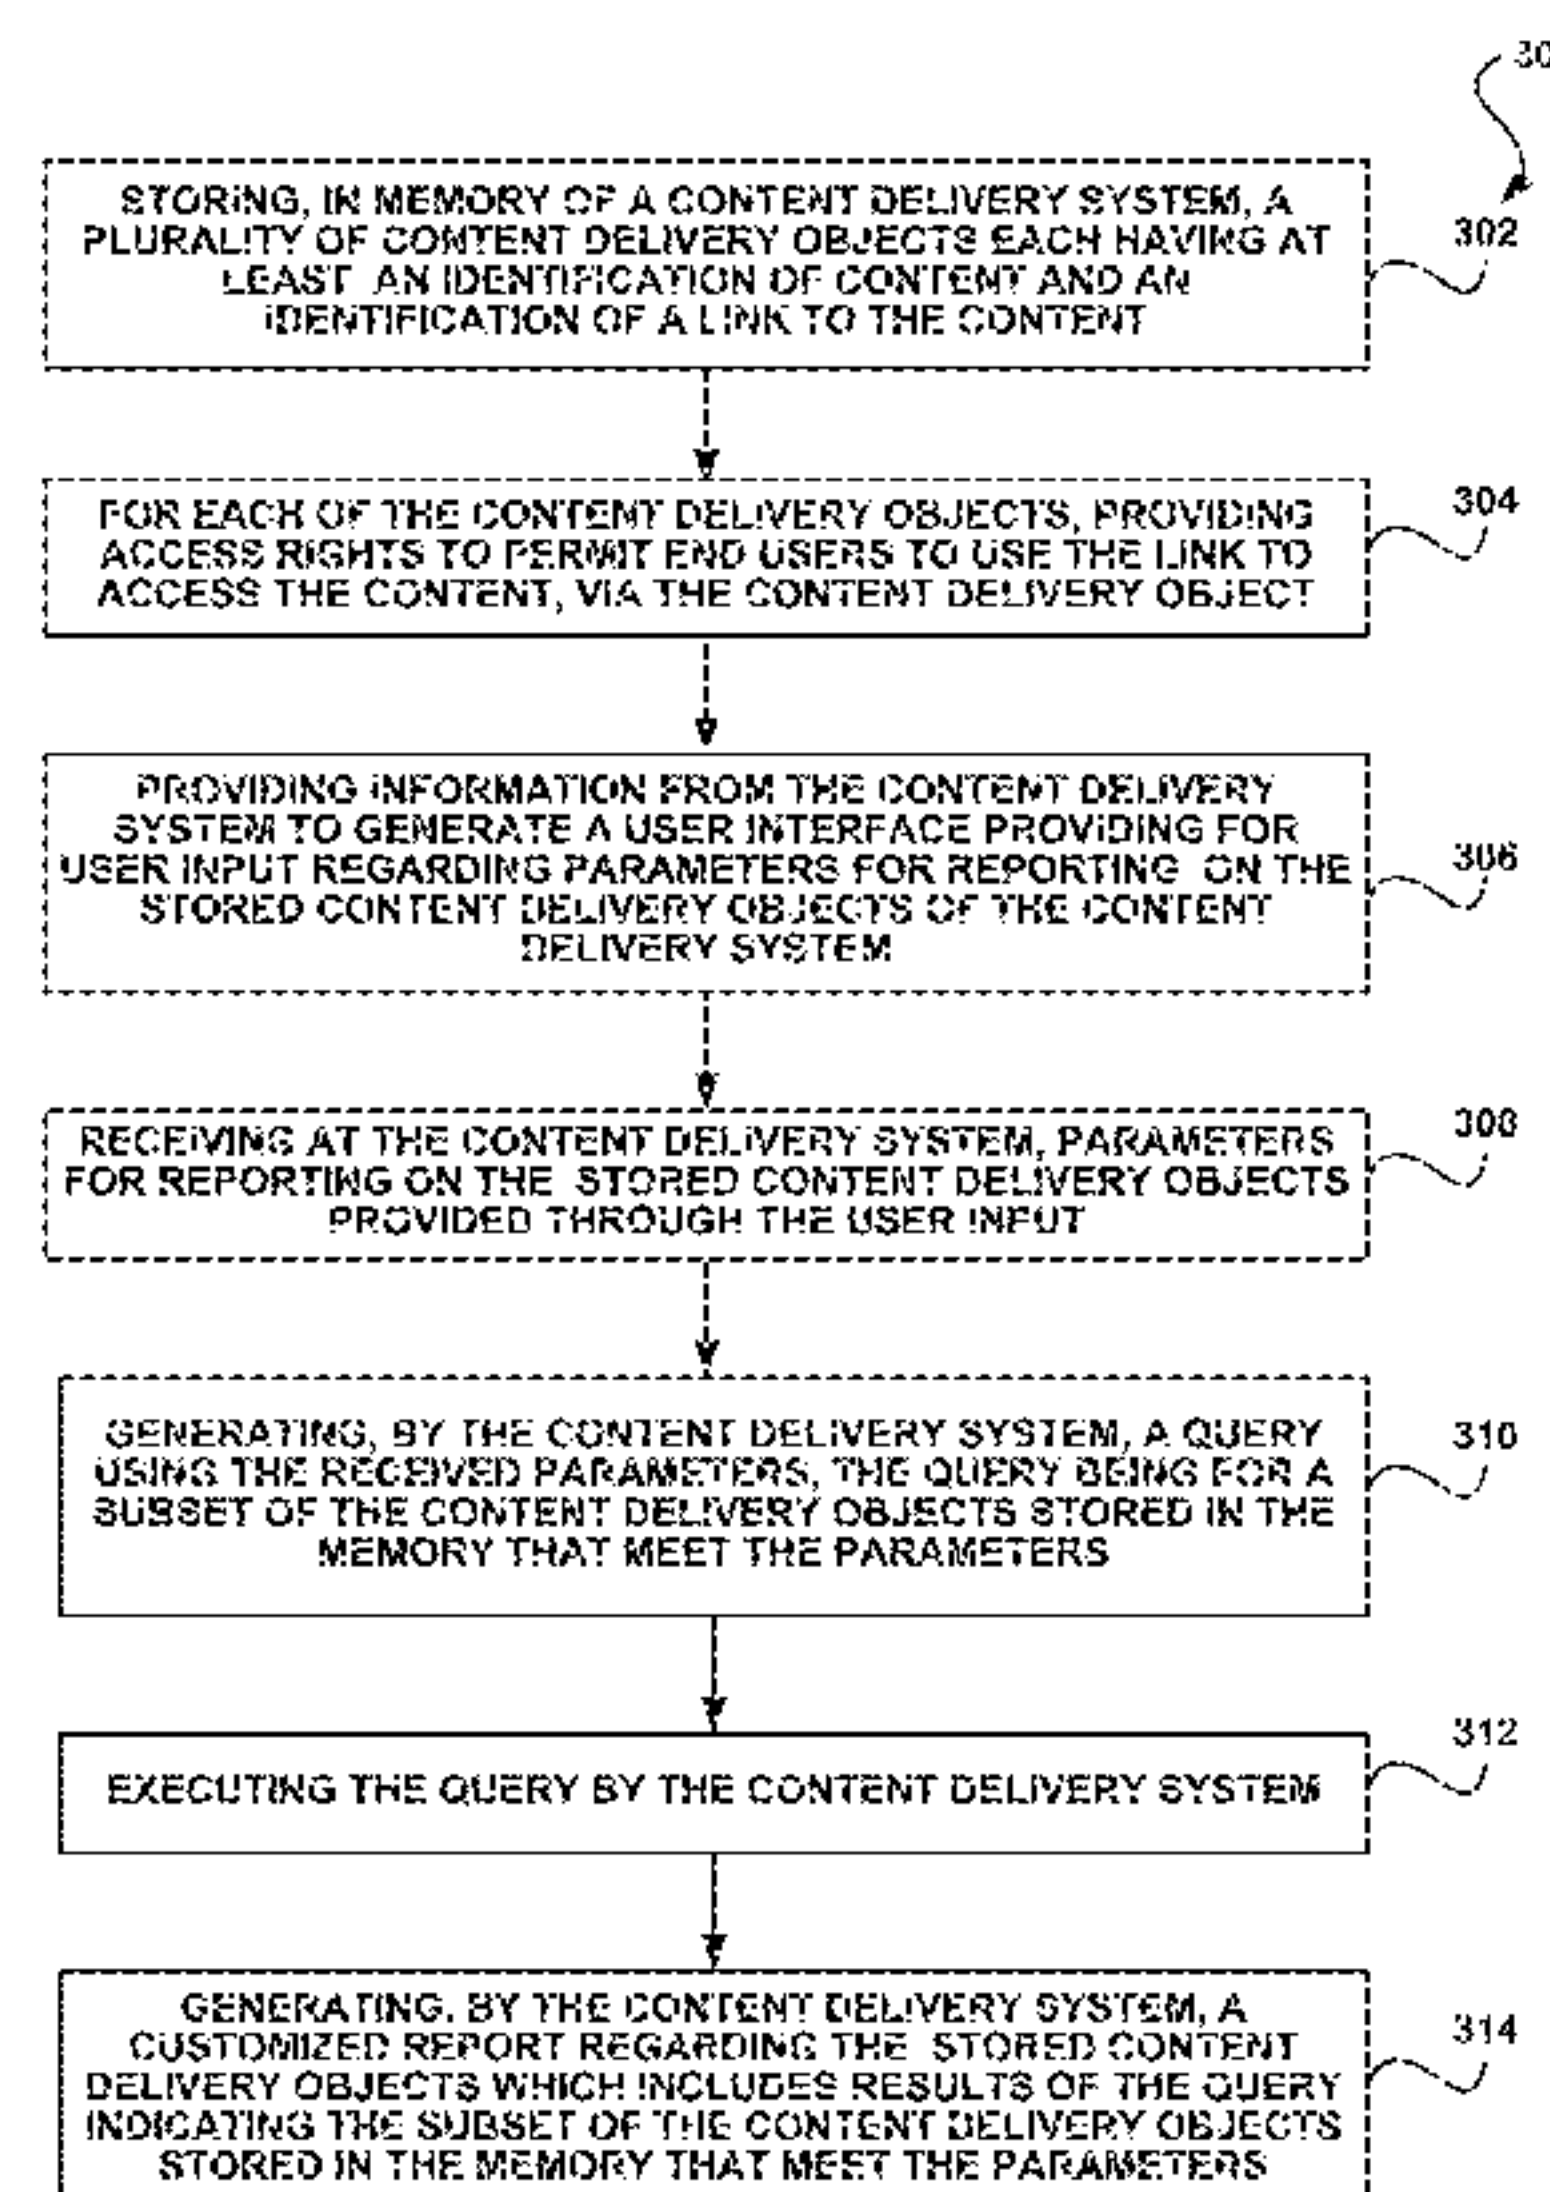 30
STORING, IN MEMORY OF A CONTENT DELIVERY SYSTEM, A
PLURALITY OF CONTENT DELIVERY OBJECTS EACH HAVING AT
LEAST AN IDENTIFICATION OF CONTENT AND AN
IDENTIFICATION OF A LINK TO THE CONTENT
302
FOR EACH OF THE CONTENT DELIVERY OBJECTS, PROVIDING
ACCESS RIGHTS TO PERMIT END USERS TO USE THE LINK TO
ACCESS THE CONTENT, VIA THE CONTENT DELIVERY OBJECT
304
PROVIDING INFORMATION FROM THE CONTENT DELIVERY
SYSTEM TO GENERATE A USER INTERFACE PROVIDING FOR
USER INPUT REGARDING PARAMETERS FOR REPORTING ON THE
STORED CONTENT DELIVERY OBJECTS OF THE CONTENT
DELIVERY SYSTEM
306
RECEIVING AT THE CONTENT DELIVERY SYSTEM, PARAMETERS
FOR REPORTING ON THE STORED CONTENT DELIVERY OBJECTS
PROVIDED THROUGH THE USER INPUT
308
GENERATING, BY THE CONTENT DELIVERY SYSTEM, A QUERY
USING THE RECEIVED PARAMETERS, THE QUERY BEING FOR A
SUBSET OF THE CONTENT DELIVERY OBJECTS STORED IN THE
MEMORY THAT MEET THE PARAMETERS
310
EXECUTING THE QUERY BY THE CONTENT DELIVERY SYSTEM
312
GENERATING, BY THE CONTENT DELIVERY SYSTEM, A
CUSTOMIZED REPORT REGARDING THE STORED CONTENT
DELIVERY OBJECTS WHICH INCLUDES RESULTS OF THE QUERY
INDICATING THE SUBSET OF THE CONTENT DELIVERY OBJECTS
STORED IN THE MEMORY THAT MEET THE PARAMETERS
314